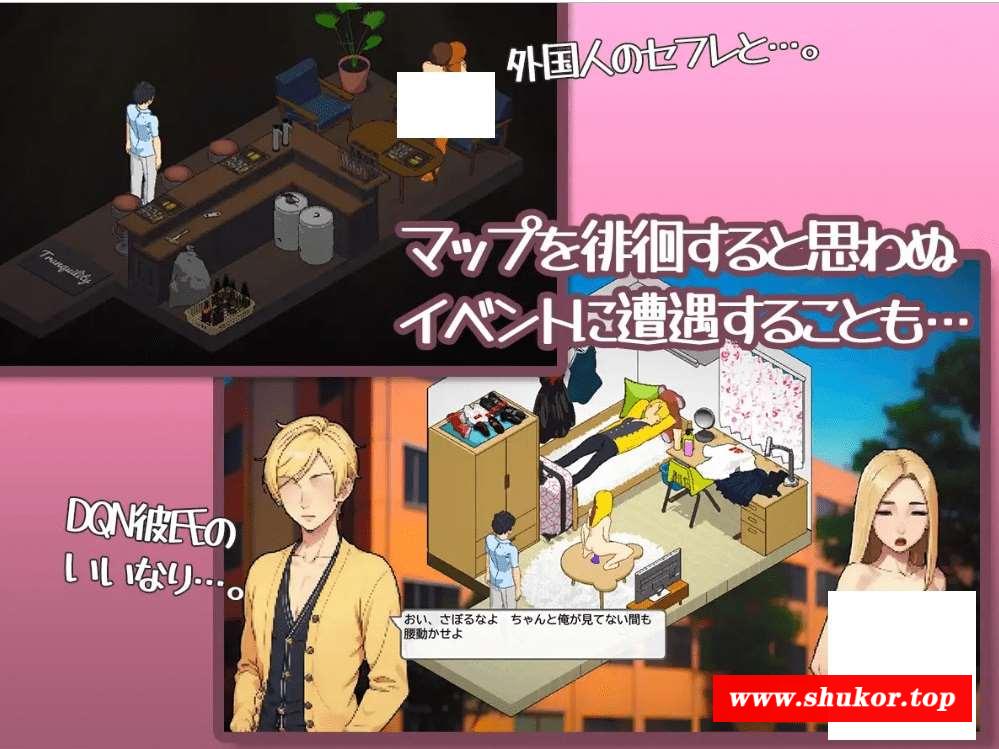 外国人のセフレと…。
Tranquility
マップを徘徊すると思わぬ
イベントに遭遇することも…
DQN彼氏の
いいなり…。
おい、さぼるなよ　ちゃんと俺が見てない間も
腰動かせよ
www.shukor.top